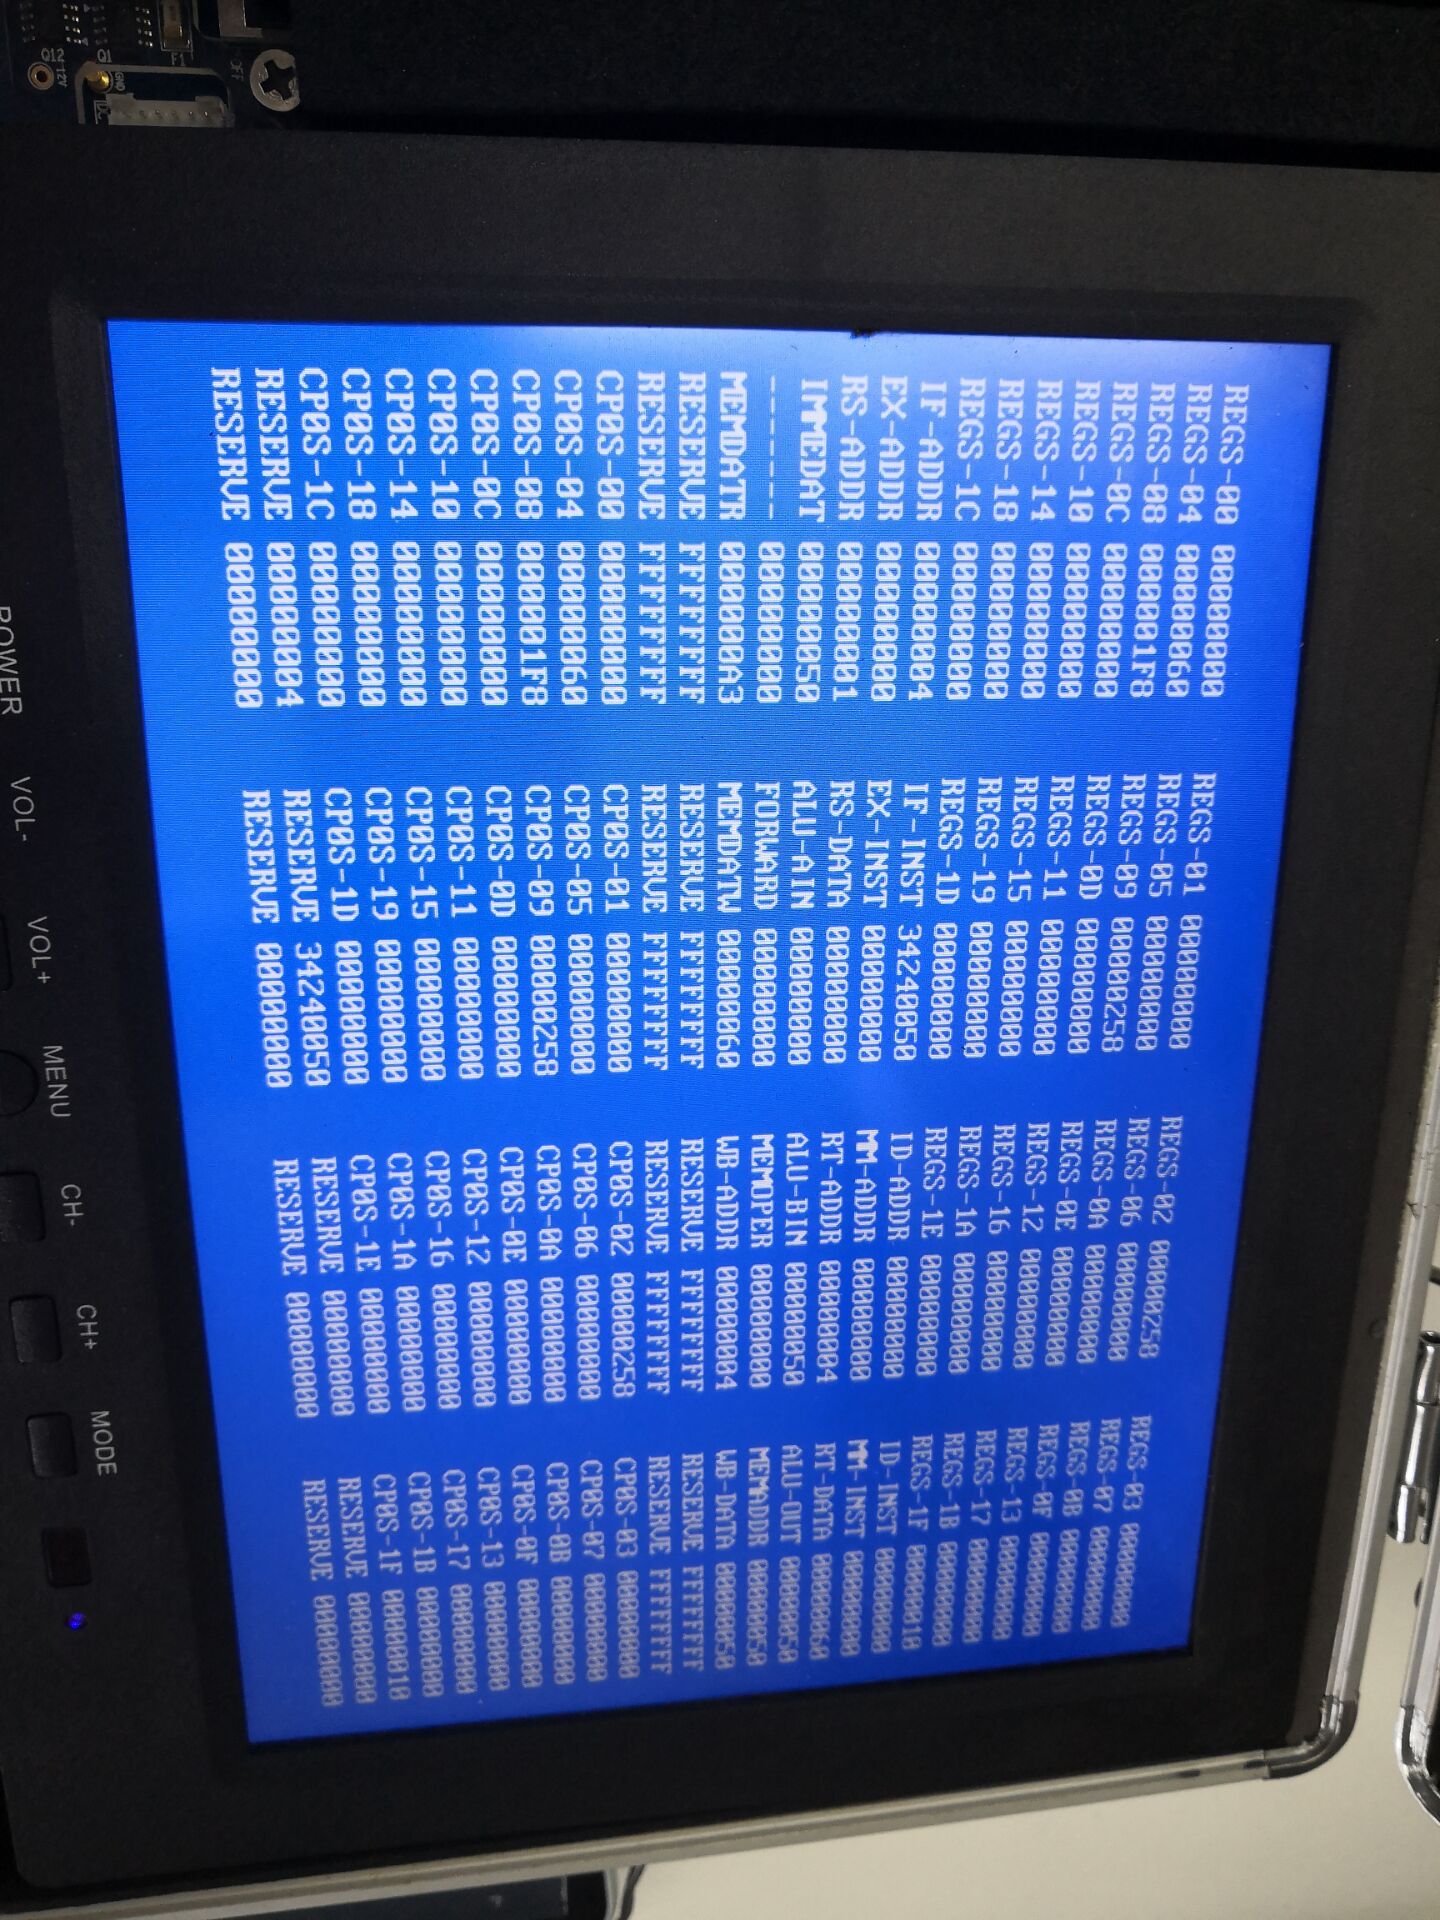 REGS-00 00000000 REGS-01 00000000 REGS-02 00000258 REGS-03 00000000
REGS-04 00000060 REGS-05 00000000 REGS-06 00000000 REGS-07 00000000
REGS-08 000001F8 REGS-09 00000258 REGS-0A 00000000 REGS-0B 00000000
REGS-0C 00000000 REGS-0D 00000000 REGS-0E 00000000 REGS-0F 00000000
REGS-10 00000000 REGS-11 00000000 REGS-12 00000000 REGS-13 00000000
REGS-14 00000000 REGS-15 00000000 REGS-16 00000000 REGS-17 00000000
REGS-18 00000000 REGS-19 00000000 REGS-1A 00000000 REGS-1B 00000000
REGS-1C 00000000 REGS-1D 00000000 REGS-1E 00000000 REGS-1F 00000010
IF-ADDR 00000004 IF-INST 34240050 ID-ADDR 00000000 ID-INST 00000000
EX-ADDR 00000000 EX-INST 00000000 MM-ADDR 00000000 MM-INST 00000000
RS-ADDR 00000001 RS-DATA 00000000 RT-ADDR 00000004 RT-DATA 00000060
IMMEDAT 00000050 ALU-AIN 00000000 ALU-BIN 00000050 ALU-OUT 00000050
------- 00000000 FORWARD 00000000 MEMOPER 00000000 MEMADDR 00000050
MEMDATR 000000A3 MEMDATW 00000060 WB-ADDR 00000004 WB-DATA 00000050
RESERVE FFFFFFFF RESERVE FFFFFFFF RESERVE FFFFFFFF RESERVE FFFFFFFF
RESERVE FFFFFFFF RESERVE FFFFFFFF RESERVE FFFFFFFF RESERVE FFFFFFFF
CP0S-00 00000000 CP0S-01 00000000 CP0S-02 00000258 CP0S-03 00000000
CP0S-04 00000060 CP0S-05 00000000 CP0S-06 00000000 CP0S-07 00000000
CP0S-08 000001F8 CP0S-09 00000258 CP0S-0A 00000000 CP0S-0B 00000000
CP0S-0C 00000000 CP0S-0D 00000000 CP0S-0E 00000000 CP0S-0F 00000000
CP0S-10 00000000 CP0S-11 00000000 CP0S-12 00000000 CP0S-13 00000000
CP0S-14 00000000 CP0S-15 00000000 CP0S-16 00000000 CP0S-17 00000000
CP0S-18 00000000 CP0S-19 00000000 CP0S-1A 00000000 CP0S-1B 00000000
CP0S-1C 00000000 CP0S-1D 00000000 CP0S-1E 00000000 CP0S-1F 00000010
RESERVE 00000004 RESERVE 34240050 RESERVE 00000000 RESERVE 00000000
RESERVE 00000000 RESERVE 00000000 RESERVE 00000000 RESERVE 00000000
POWER VOL- VOL+ MENU CH- CH+ MODE
OFF
F1
GND
Q1
DC
12V
Q12